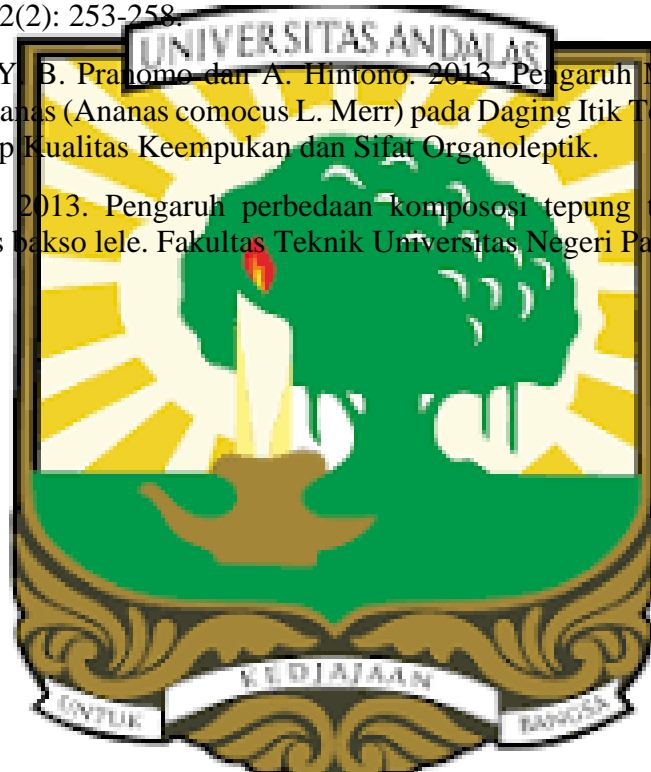 2(2): 253-258.
UNIVERSITAS ANDALAS
Y. B. Pramomo dan A. Hintono. 2013. Pengaruh
nas (Ananas comocus L. Merr) pada Daging Itik
p Kualitas Keempukan dan Sifat Organoleptik.
2013. Pengaruh perbedaan kompososi tepung
s bakso lele. Fakultas Teknik Universitas Negeri Pa
KEDJAJAAN
UNTUK BANGSA